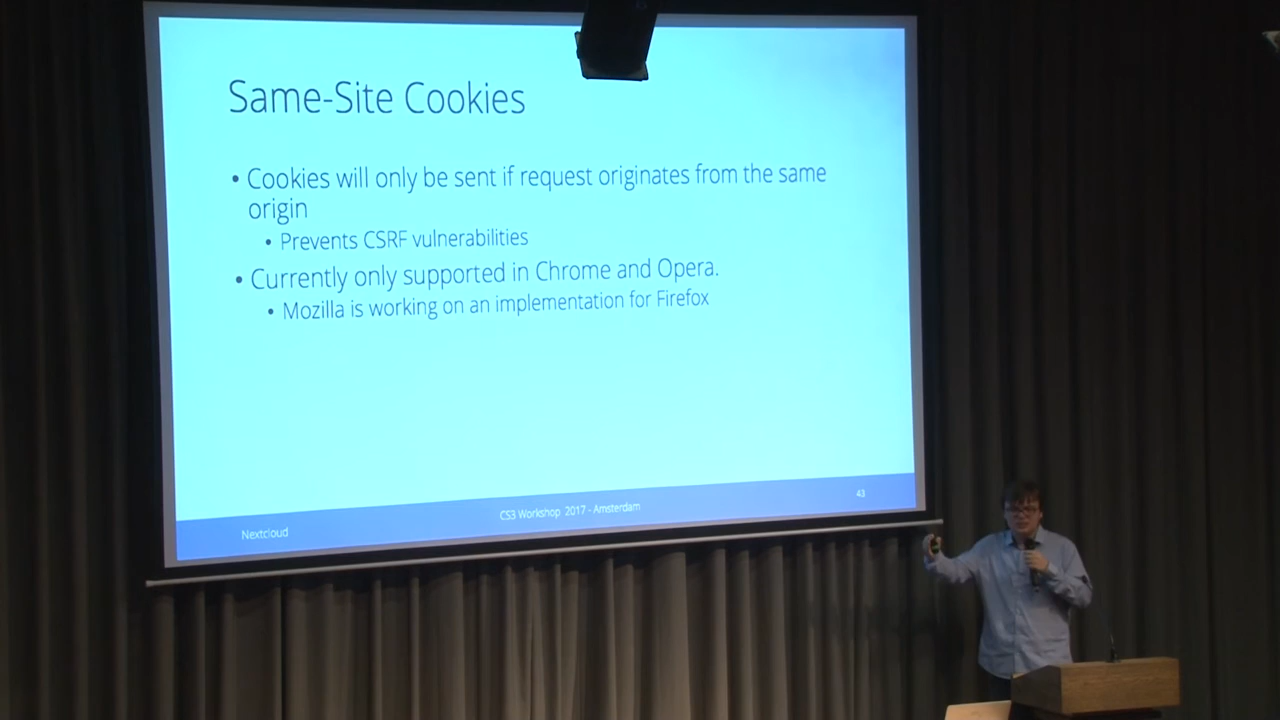 Same-Site Cookies
• Cookies will only be sent if request originates from the same
origin
• Prevents CSRF vulnerabilities
• Currently only supported in Chrome and Opera.
• Mozilla is working on an implementation for Firefox
Nextcloud
CS3 Workshop 2017 - Amsterdam
43